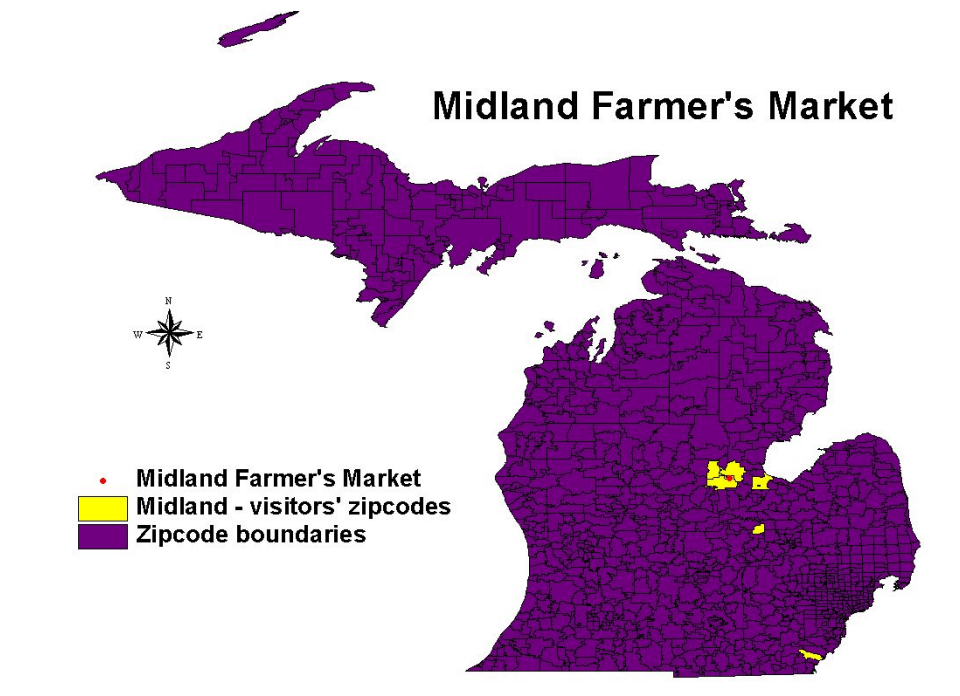 Midland Farmer's Market
N
W E
S
Midland Farmer's Market
Midland - visitors' zipcodes
Zipcode boundaries